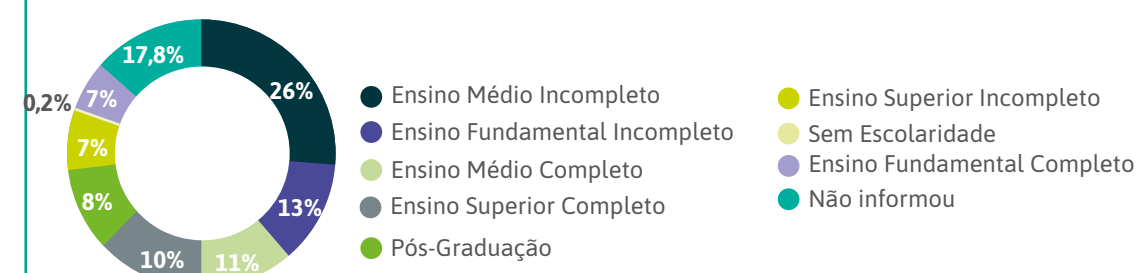 17,8%
26%
0,2%
7%
7%
8%
13%
10%
11%
Ensino Médio Incompleto
Ensino Fundamental Incompleto
Ensino Médio Completo
Ensino Superior Completo
Pós-Graduação
Ensino Superior Incompleto
Sem Escolaridade
Ensino Fundamental Completo
Não informou